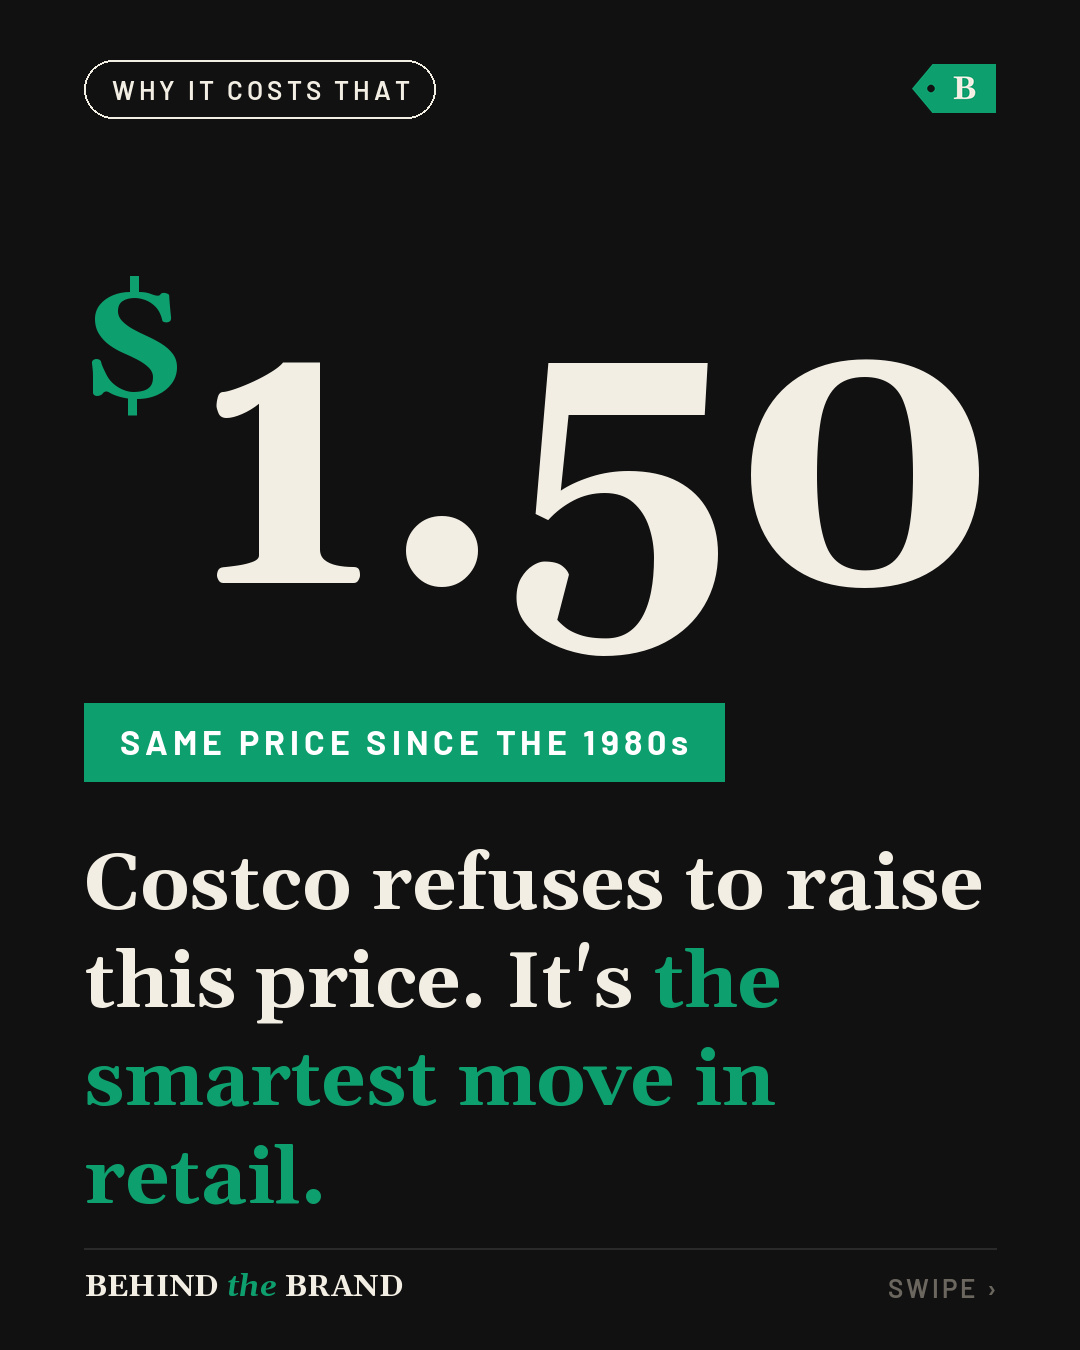 WHY IT COSTS THAT
B
$1.50
SAME PRICE SINCE THE 1980s
Costco refuses to raise
this price. It's the
smartest move in
retail.
BEHIND the BRAND
SWIPE ›